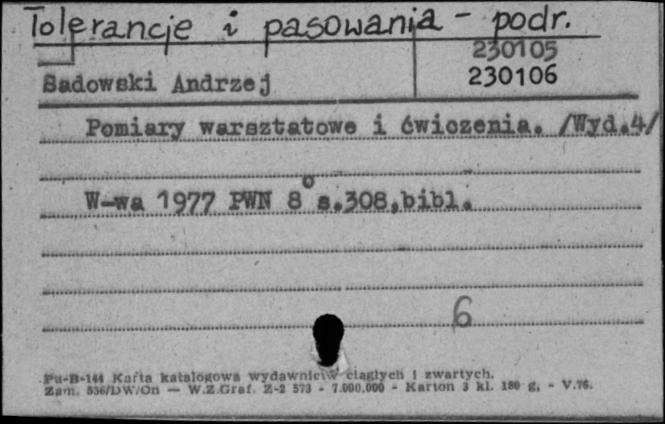 Tolerancje i pasowania - podr.
230105
Sadowski Andrzej
230106
Pomiary warsztatowe i ćwiczenia. /Wyd.4/
W-wa 1977 PWN 8° s.308,bibl.
6
Pu-B-144 Karta katalogowa wydawnictw ciągłych i zwartych.
Zam. 536/DW/On — W.Z.Graf. Z-2 573 - 7.000.000 - Karton 3 kl. 180 g. - V.76.